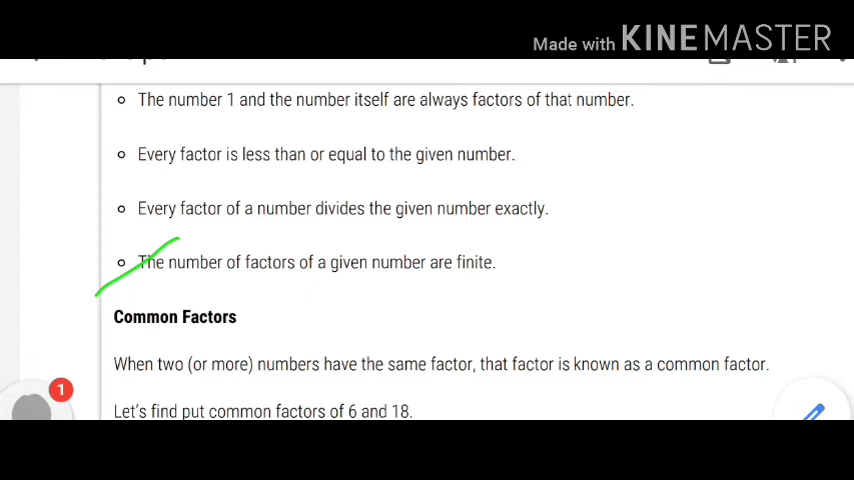 Made with KINEMASTER
The number 1 and the number itself are always factors of that number.
Every factor is less than or equal to the given number.
Every factor of a number divides the given number exactly.
The number of factors of a given number are finite.
Common Factors
When two (or more) numbers have the same factor, that factor is known as a common factor.
1
Let's find put common factors of 6 and 18.